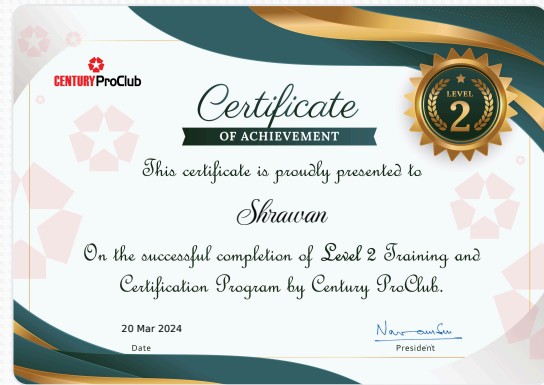 CENTURY ProClub
Certificate
OF ACHIEVEMENT
LEVEL
2
This certificate is proudly presented to
Shrawan
On the successful completion of Level 2 Training and
Certification Program by Century ProClub.
20 Mar 2024
Date
President